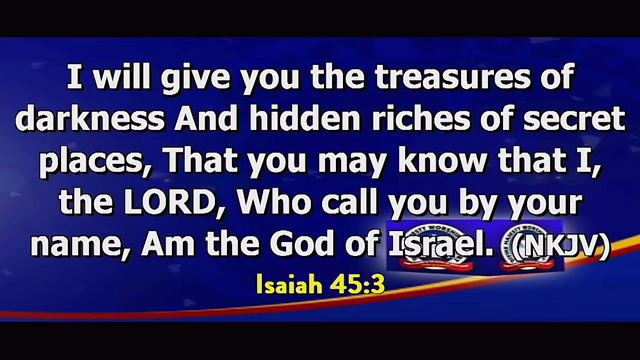 I will give you the treasures of
darkness And hidden riches of secret
places, That you may know that I,
the LORD, Who call you by your
name, Am the God of Israel. (NKJV)
Isaiah 45:3